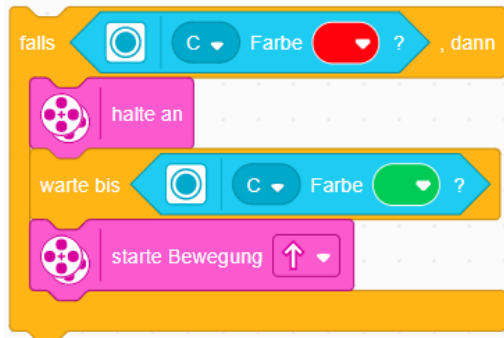 falls C Farbe ? , dann
halte an
warte bis C Farbe ?
starte Bewegung